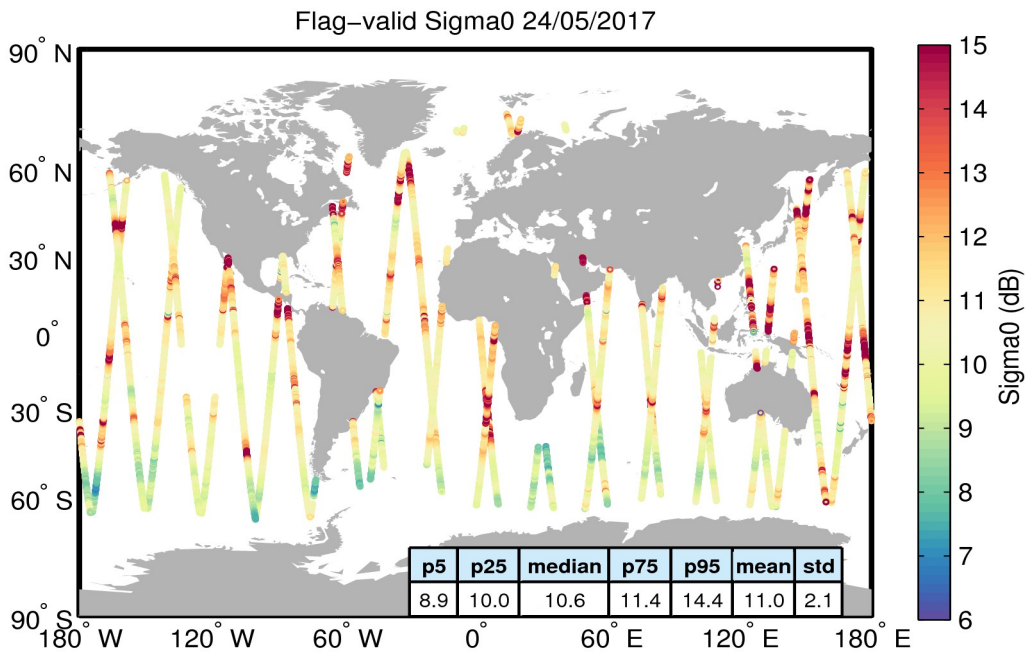 Flag−valid Sigma0 24/05/2017
90° N
60° N
30° N
0°
30° S
60° S
90° S
180° W
120° W
60° W
0°
60° E
120° E
180° E
p5 p25 median p75 p95 mean std
8.9 10.0 10.6 11.4 14.4 11.0 2.1
15
14
13
12
11
10
9
8
7
6
Sigma0 (dB)